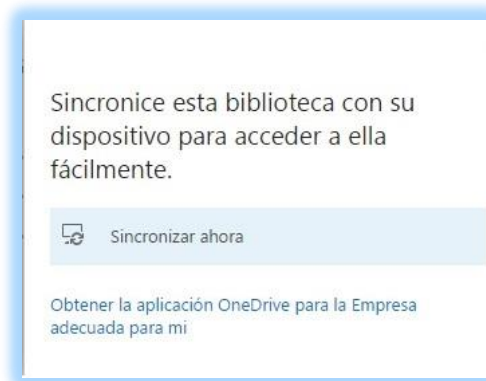 Sincronice esta biblioteca con su
dispositivo para acceder a ella
fácilmente.
Sincronizar ahora
Obtener la aplicación OneDrive para la Empresa
adecuada para mi